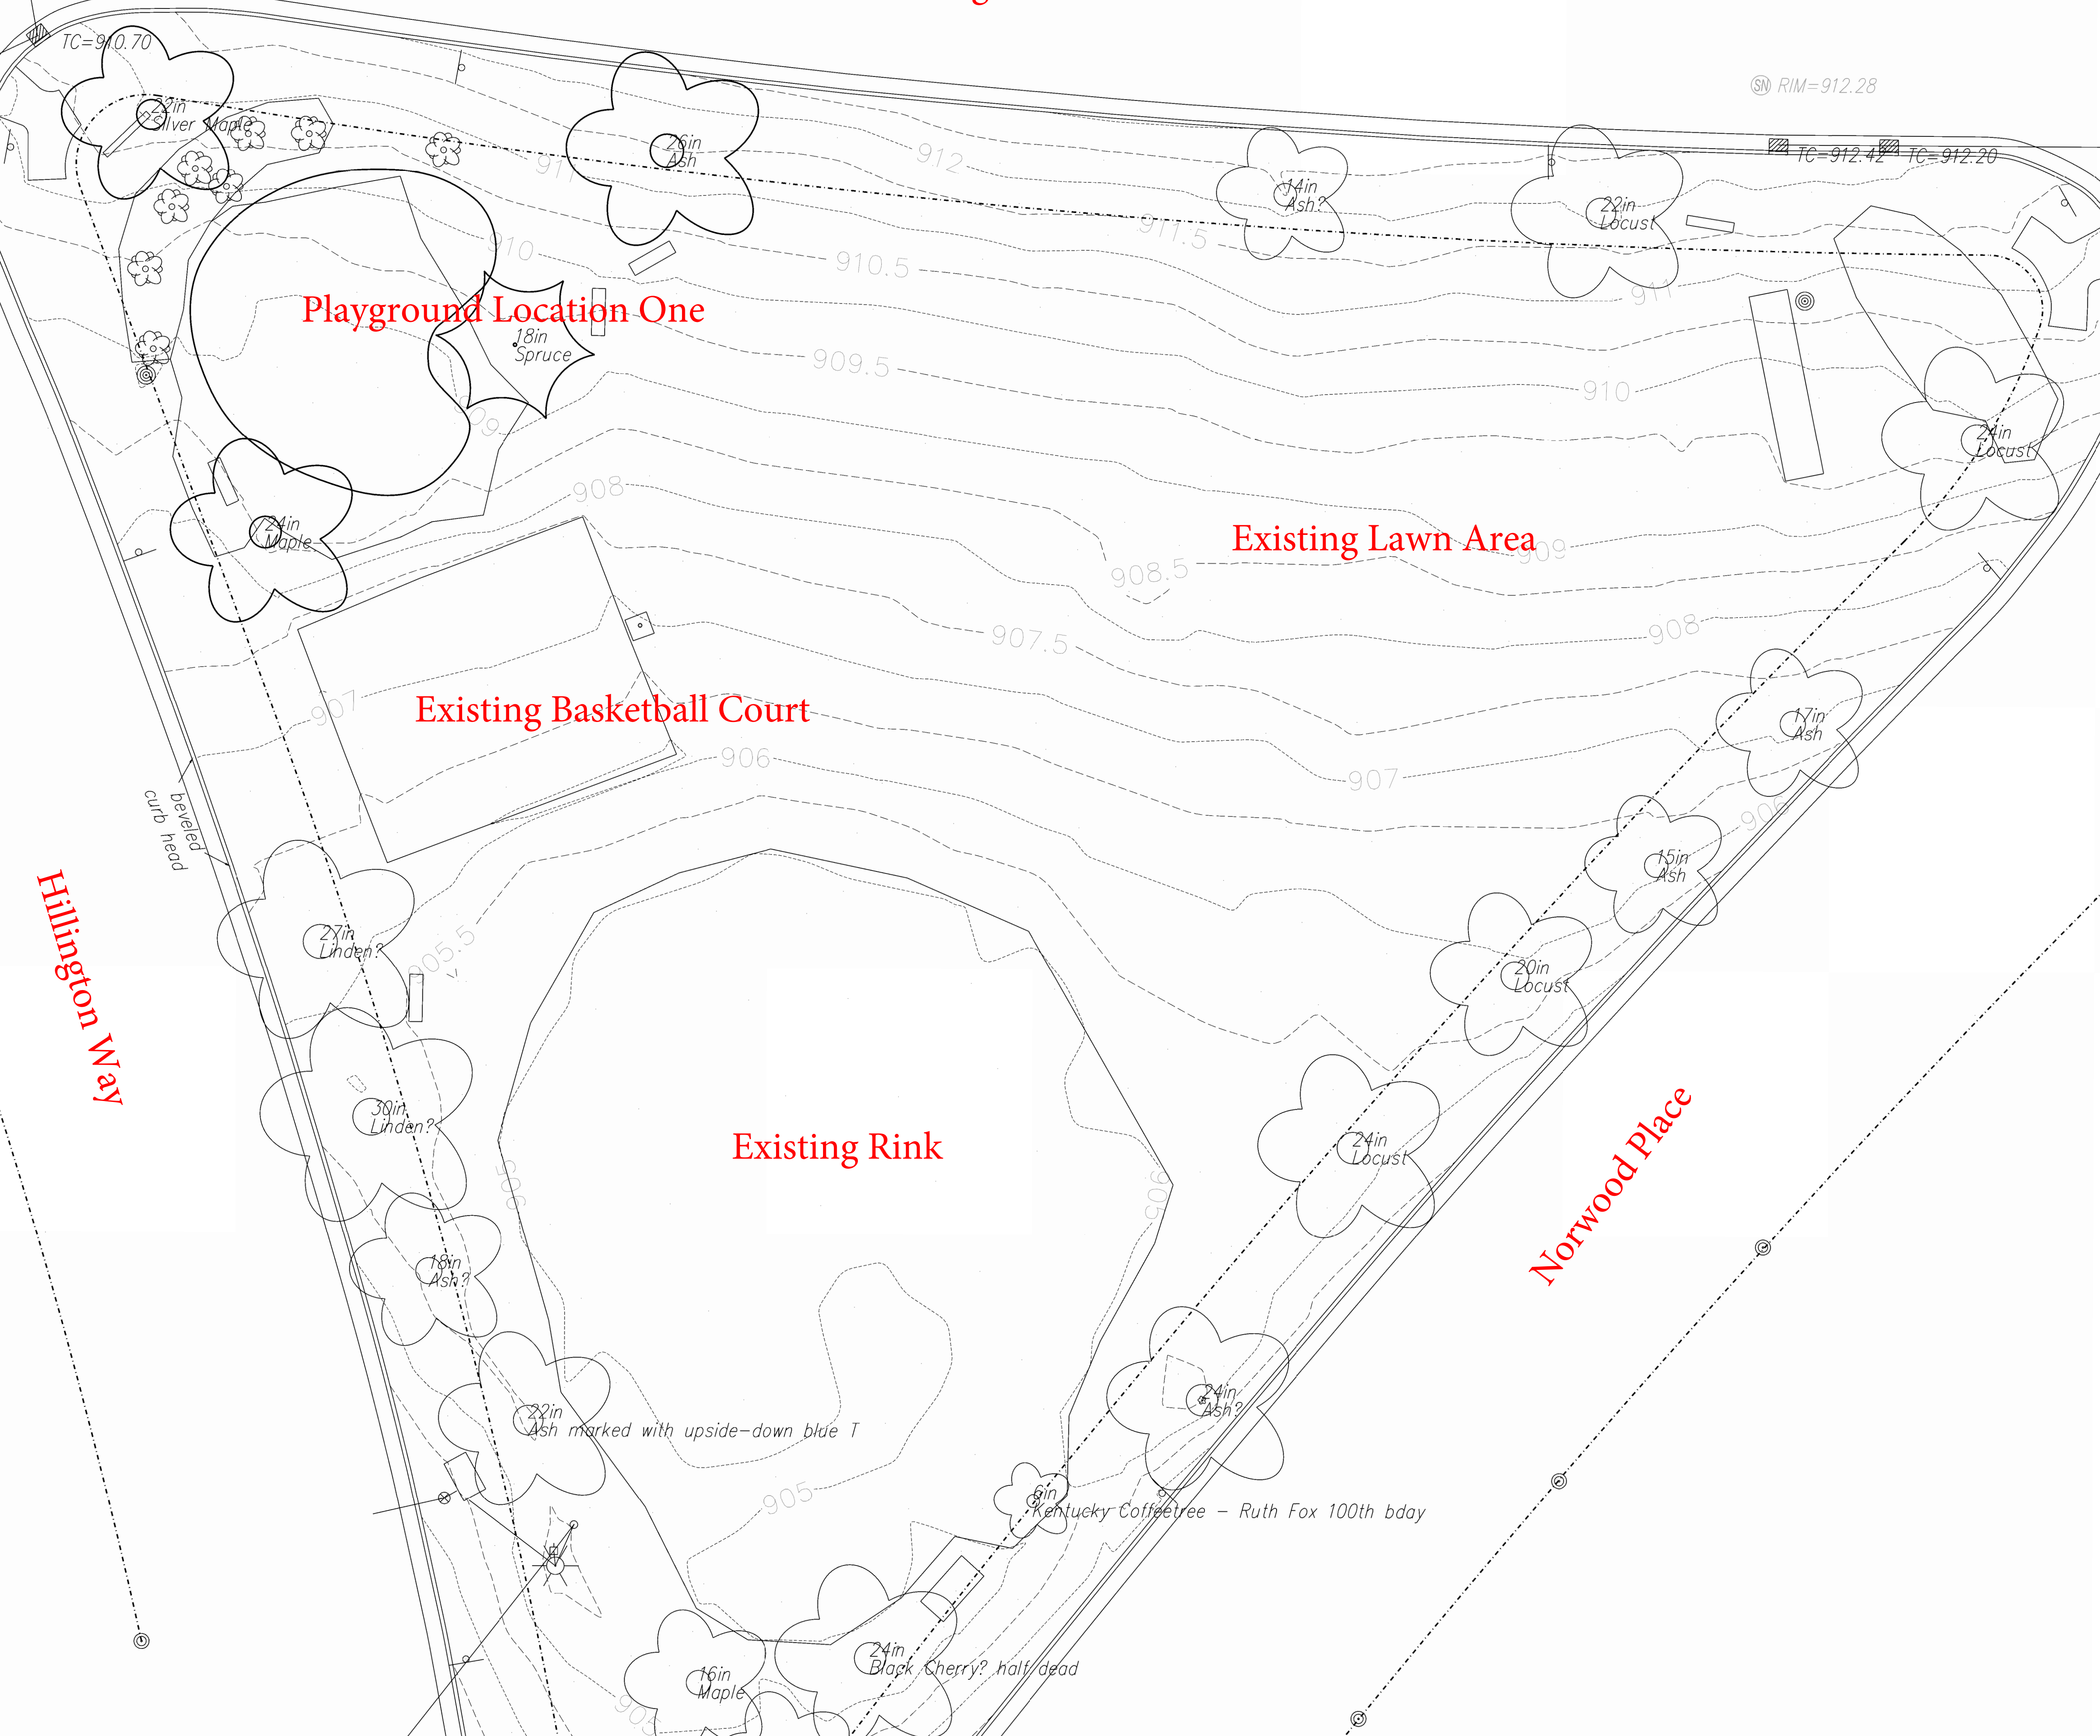 TC=910.70
22in
Silver Maple
26in
Ash
SN RIM=912.28
TC=912.42
TC=912.20
911
912
14in
Ash?
22in
Locust
911.5
910
910.5
911
Playground Location One
18in
Spruce
909.5
910
909
24in
Locust
908
24in
Maple
Existing Lawn Area
909
908.5
907.5
908
907
Existing Basketball Court
17in
Ash
906
907
906
beveled
curb head
15in
Ash
Hillington Way
27in
Linden?
905.5
20in
Locust
30in
Linden?
Existing Rink
24in
Locust
Norwood Place
905
905
18in
Ash?
22in
Ash marked with upside-down blue T
24in
Ash?
905
6in
Kentucky Coffeetree - Ruth Fox 100th bday
24in
Black Cherry? half dead
16in
Maple
905